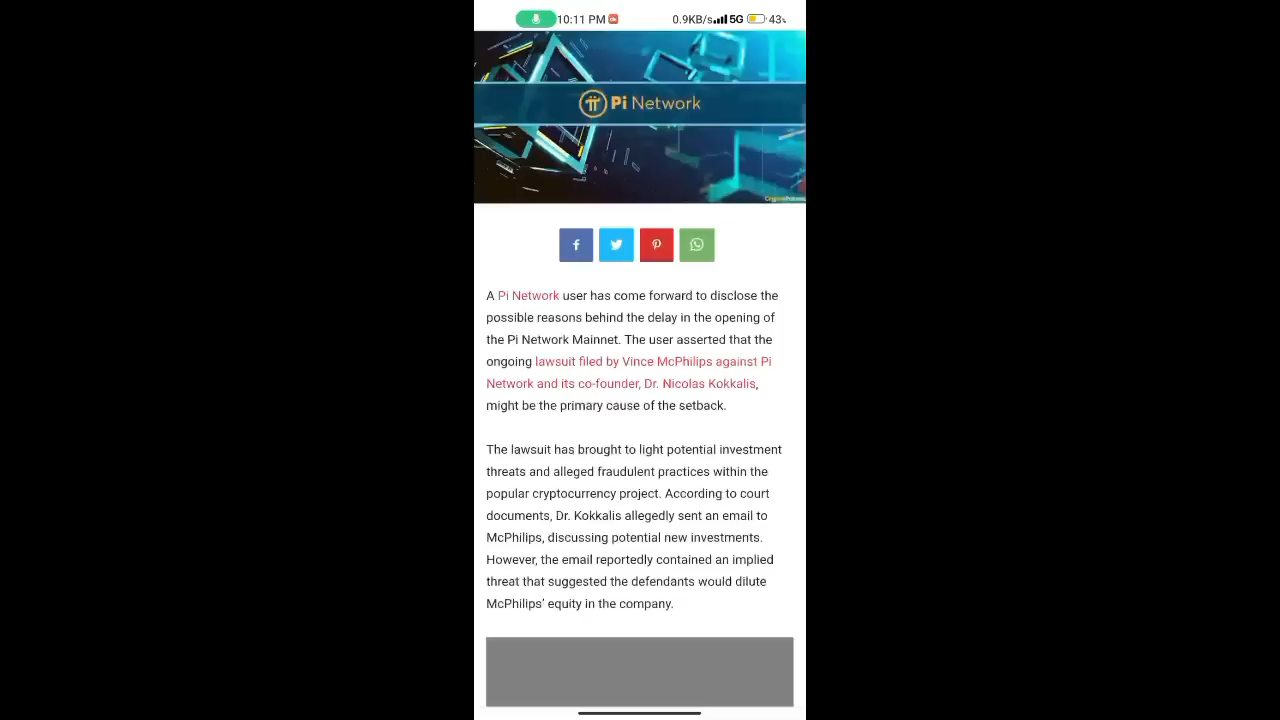 10:11 PM 0.9KB/s 5G 43%
Pi Network
A Pi Network user has come forward to disclose the
possible reasons behind the delay in the opening of
the Pi Network Mainnet. The user asserted that the
ongoing lawsuit filed by Vince McPhilips against Pi
Network and its co-founder, Dr. Nicolas Kokkalis,
might be the primary cause of the setback.
The lawsuit has brought to light potential investment
threats and alleged fraudulent practices within the
popular cryptocurrency project. According to court
documents, Dr. Kokkalis allegedly sent an email to
McPhilips, discussing potential new investments.
However, the email reportedly contained an implied
threat that suggested the defendants would dilute
McPhilips’ equity in the company.